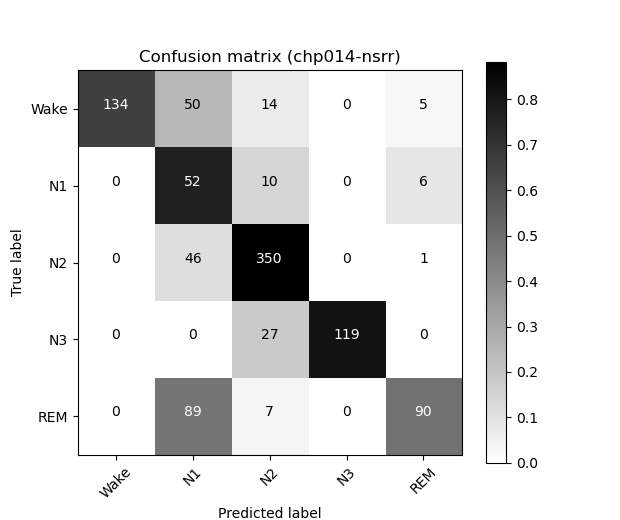 Confusion matrix (chp014-nsrr)
True label
Wake 134 50 14 0 5
N1 0 52 10 0 6
N2 0 46 350 0 1
N3 0 0 27 119 0
REM 0 89 7 0 90
Wake N1 N2 N3 REM
Predicted label
0.8
0.7
0.6
0.5
0.4
0.3
0.2
0.1
0.0